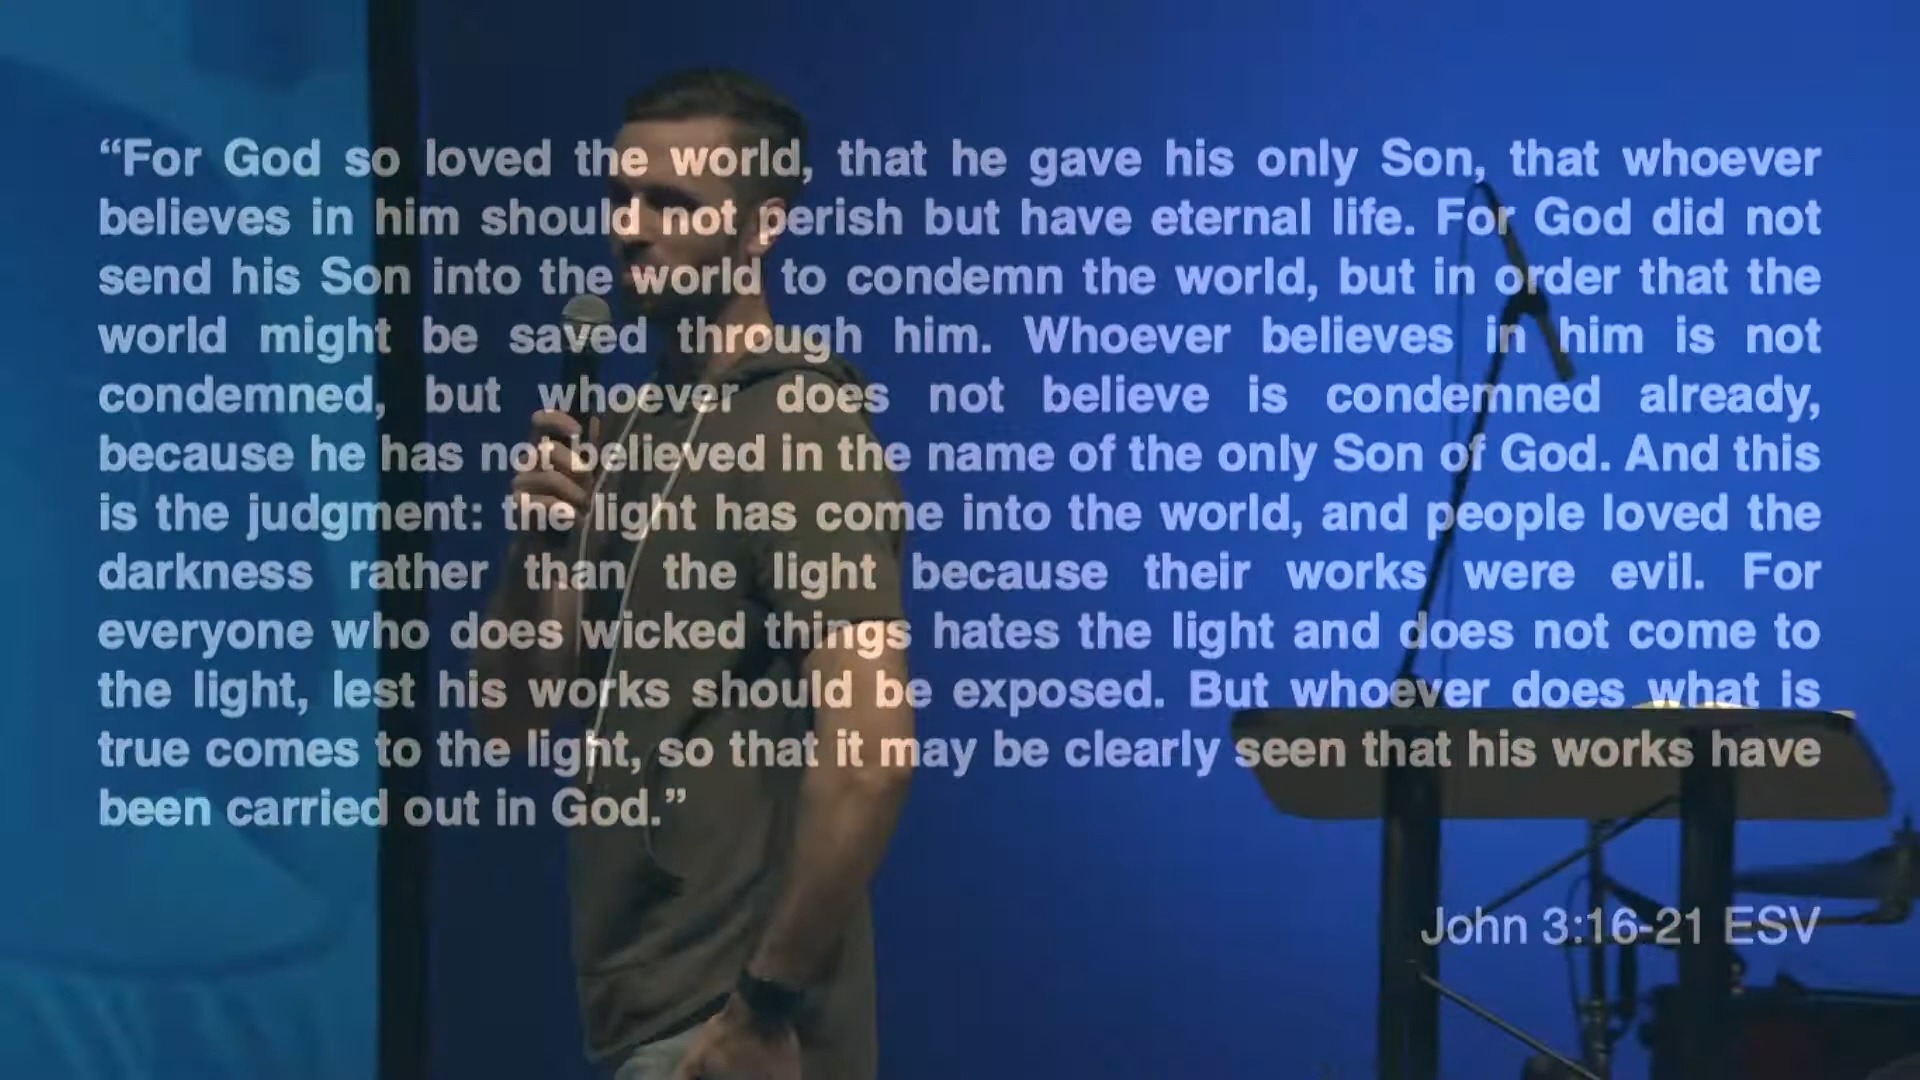 “For God so loved the world, that he gave his only Son, that whoever
believes in him should not perish but have eternal life. For God did not
send his Son into the world to condemn the world, but in order that the
world might be saved through him. Whoever believes in him is not
condemned, but whoever does not believe is condemned already,
because he has not believed in the name of the only Son of God. And this
is the judgment: the light has come into the world, and people loved the
darkness rather than the light because their works were evil. For
everyone who does wicked things hates the light and does not come to
the light, lest his works should be exposed. But whoever does what is
true comes to the light, so that it may be clearly seen that his works have
been carried out in God.”
John 3:16-21 ESV